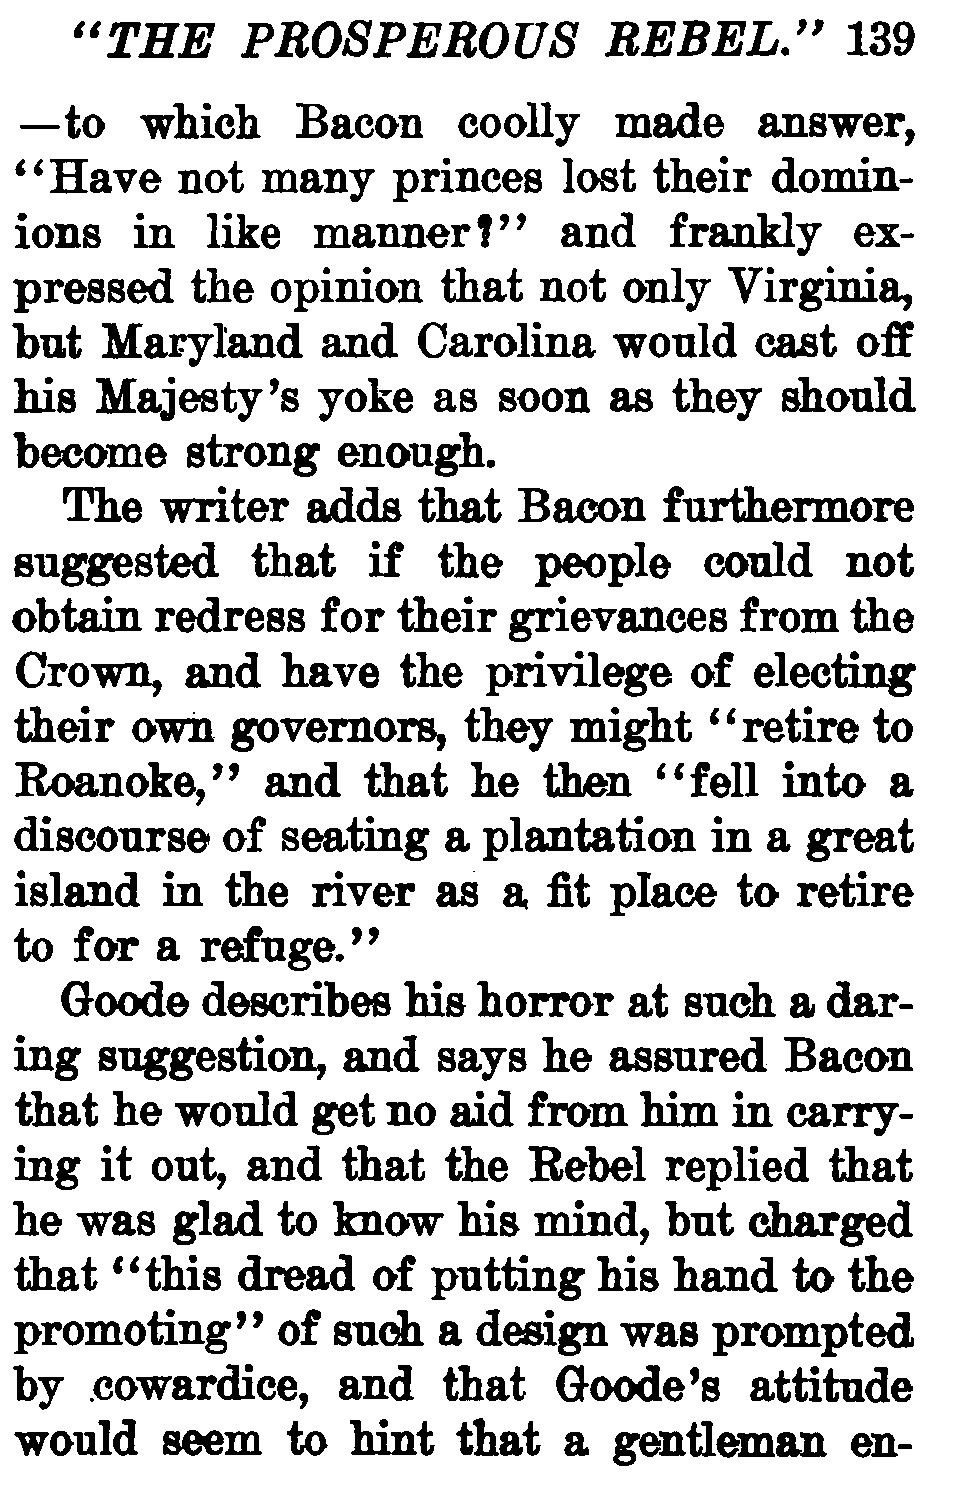 “THE PROSPEROUS REBEL.” 139
—to which Bacon coolly made answer,
“Have not many princes lost their domin-
ions in like manner?” and frankly ex-
pressed the opinion that not only Virginia,
but Maryland and Carolina would cast off
his Majesty’s yoke as soon as they should
become strong enough.
The writer adds that Bacon furthermore
suggested that if the people could not
obtain redress for their grievances from the
Crown, and have the privilege of electing
their own governors, they might “retire to
Roanoke,” and that he then “fell into a
discourse of seating a plantation in a great
island in the river as a fit place to retire
to for a refuge.”
Goode describes his horror at such a dar-
ing suggestion, and says he assured Bacon
that he would get no aid from him in carry-
ing it out, and that the Rebel replied that
he was glad to know his mind, but charged
that “this dread of putting his hand to the
promoting” of such a design was prompted
by cowardice, and that Goode’s attitude
would seem to hint that a gentleman en-